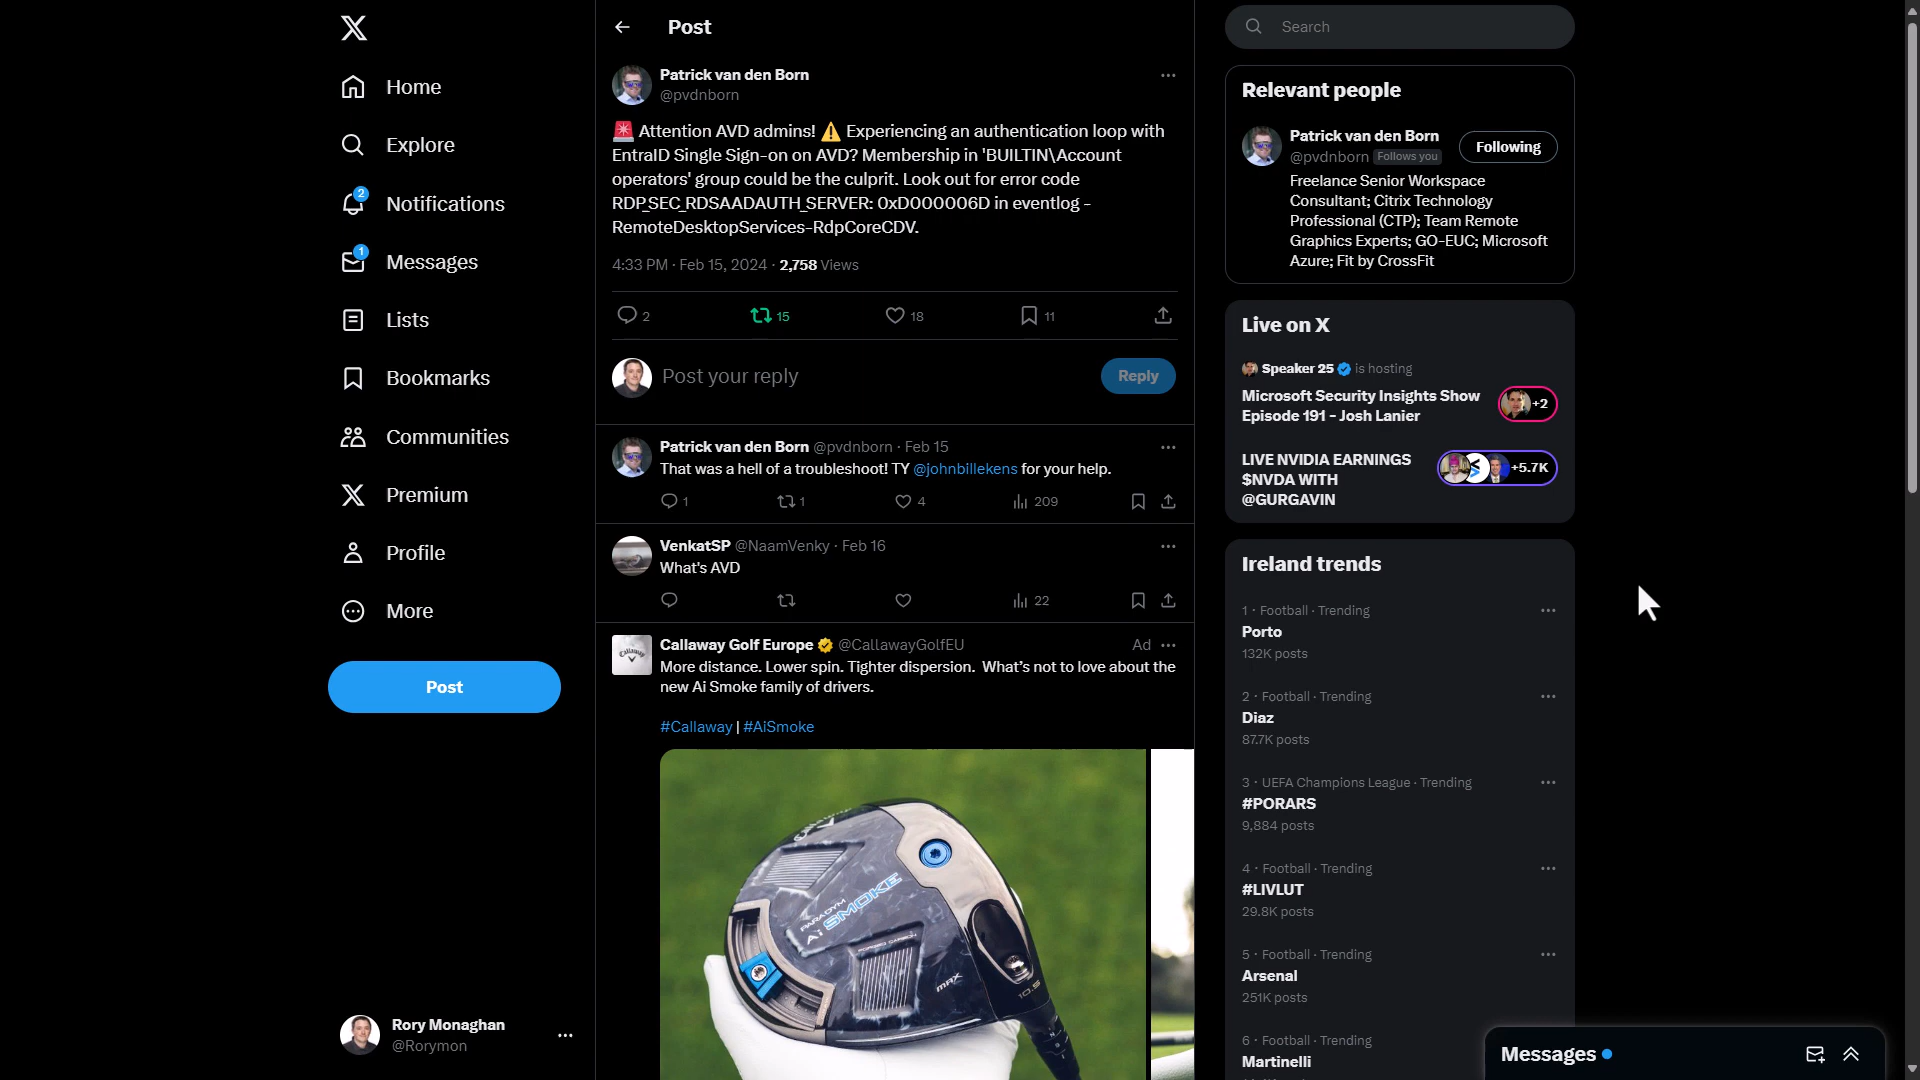 Home
Explore
2
Notifications
1
Messages
Lists
Bookmarks
Communities
Premium
Profile
More
Post
Rory Monaghan
@Rorymon
Post
Patrick van den Born
@pvdnborn
🚨 Attention AVD admins! ⚠️ Experiencing an authentication loop with
EntraID Single Sign-on on AVD? Membership in 'BUILTIN\Account
operators' group could be the culprit. Look out for error code
RDP_SEC_RDSAADAUTH_SERVER: 0xD000006D in eventlog -
RemoteDesktopServices-RdpCoreCDV.
4:33 PM · Feb 15, 2024 · 2,758 Views
2 15 18 11
Post your reply
Reply
Patrick van den Born @pvdnborn · Feb 15
That was a hell of a troubleshoot! TY @johnbillekens for your help.
1 1 4 209
VenkatSP @NaamVenky · Feb 16
What's AVD
22
Callaway Golf Europe @CallawayGolfEU Ad
More distance. Lower spin. Tighter dispersion. What's not to love about the
new Ai Smoke family of drivers.
#Callaway | #AiSmoke
Callaway
PARADYM
Ai SMOKE
FORGED CARBON
MAX
10.5
Search
Relevant people
Patrick van den Born
@pvdnborn Follows you
Following
Freelance Senior Workspace
Consultant; Citrix Technology
Professional (CTP); Team Remote
Graphics Experts; GO-EUC; Microsoft
Azure; Fit by CrossFit
Live on X
Speaker 25 is hosting
Microsoft Security Insights Show
Episode 191 - Josh Lanier
+2
LIVE NVIDIA EARNINGS
$NVDA WITH
@GURGAVIN
+5.7K
Ireland trends
1 · Football · Trending
Porto
132K posts
2 · Football · Trending
Diaz
87.7K posts
3 · UEFA Champions League · Trending
#PORARS
9,884 posts
4 · Football · Trending
#LIVLUT
29.8K posts
5 · Football · Trending
Arsenal
251K posts
6 · Football · Trending
Martinelli
Messages